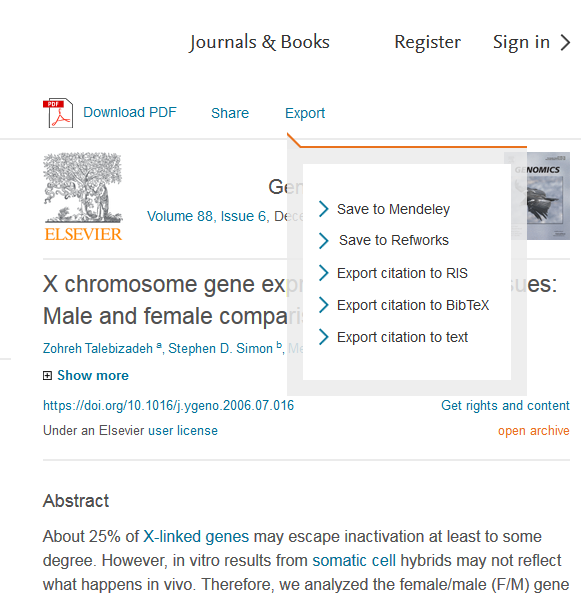 Journals & Books Register Sign in
PDF Download PDF Share Export
GENOMICS
Ge
Volume 88, Issue 6, Dece
ELSEVIER
Save to Mendeley
Save to Refworks
Export citation to RIS
Export citation to BibTeX
Export citation to text
X chromosome gene exp ues:
Male and female compari
Zohreh Talebizadeh a, Stephen D. Simon b, Me
Show more
https://doi.org/10.1016/j.ygeno.2006.07.016 Get rights and content
Under an Elsevier user license open archive
Abstract
About 25% of X-linked genes may escape inactivation at least to some
degree. However, in vitro results from somatic cell hybrids may not reflect
what happens in vivo. Therefore, we analyzed the female/male (F/M) gene